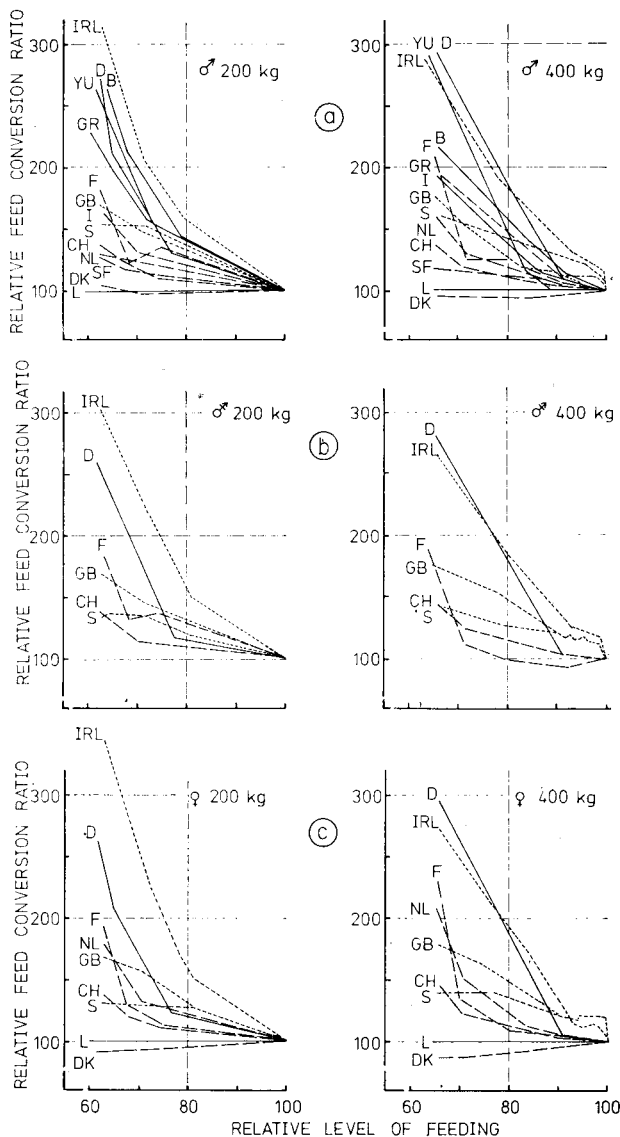 RELATIVE FEED CONVERSION RATIO
300
200
100
IRL
D
B
YU
GR
F
GB
I
S
CH
NL
SF
DK
L
♂ 200 kg
a
YU D
IRL
300
200
100
F
B
GR
I
GB
S
NL
CH
SF
L
DK
♂ 400 kg
RELATIVE FEED CONVERSION RATIO
300
200
100
IRL
D
F
GB
CH
S
200 kg
b
300
200
100
D
IRL
F
GB
CH
S
400 kg
RELATIVE FEED CONVERSION RATIO
300
200
100
IRL
D
F
NL
GB
CH
S
L
DK
♀ 200 kg
c
300
200
100
D
IRL
F
NL
GB
CH
S
L
DK
♀ 400 kg
60 80 100
60 80 100
RELATIVE LEVEL OF FEEDING